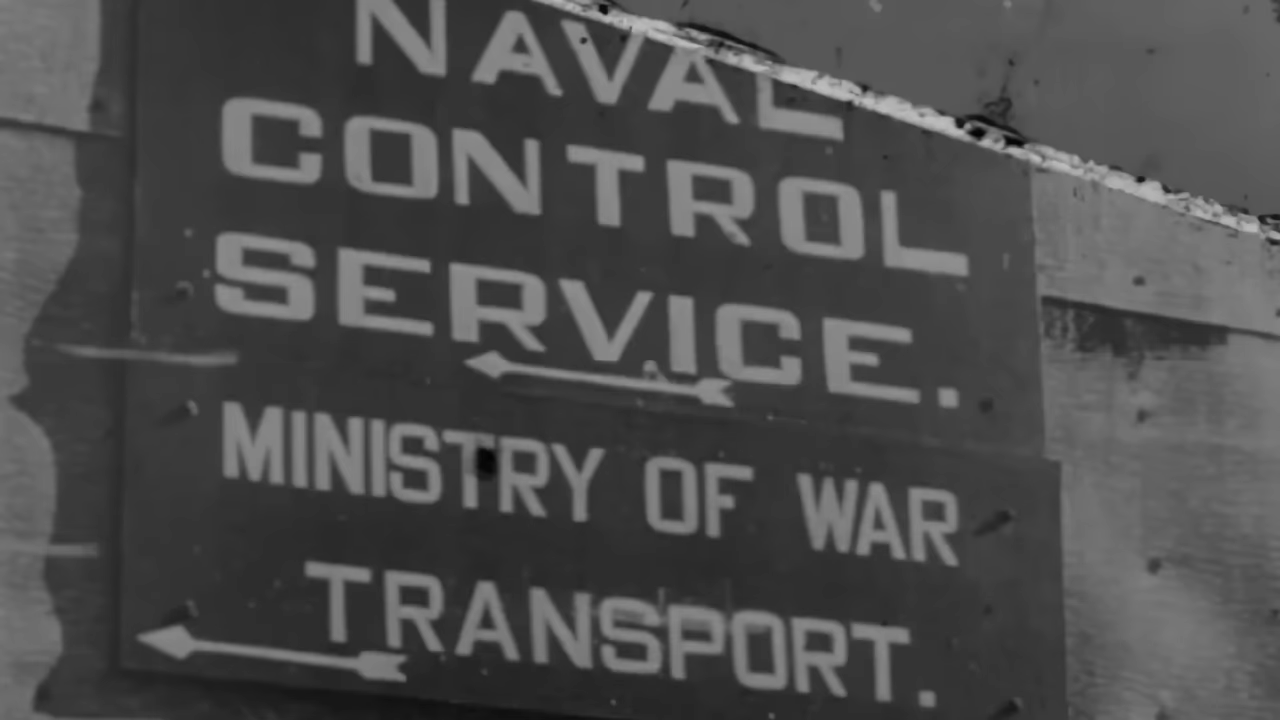 NAVAL
CONTROL
SERVICE.
MINISTRY OF WAR
TRANSPORT.